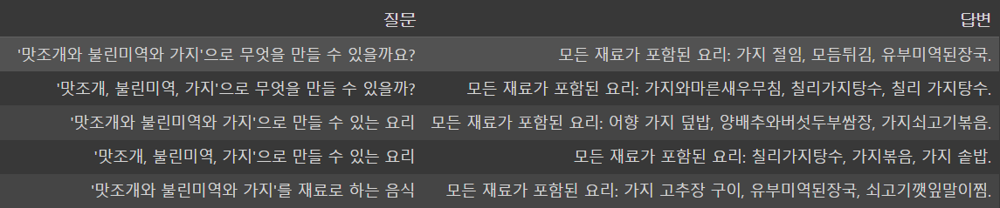 질문 답변
'맛조개와 불린미역와 가지'으로 무엇을 만들 수 있을까요? 모든 재료가 포함된 요리: 가지 절임, 모듬튀김, 유부미역된장국.
'맛조개, 불린미역, 가지'으로 무엇을 만들 수 있을까? 모든 재료가 포함된 요리: 가지와마른새우무침, 칠리가지탕수, 칠리 가지탕수.
'맛조개와 불린미역와 가지'으로 만들 수 있는 요리 모든 재료가 포함된 요리: 어향 가지 덮밥, 양배추와버섯두부쌈장, 가지쇠고기볶음.
'맛조개, 불린미역, 가지'으로 만들 수 있는 요리 모든 재료가 포함된 요리: 칠리가지탕수, 가지볶음, 가지 솥밥.
'맛조개와 불린미역와 가지'를 재료로 하는 음식 모든 재료가 포함된 요리: 가지 고추장 구이, 유부미역된장국, 쇠고기깻잎말이찜.